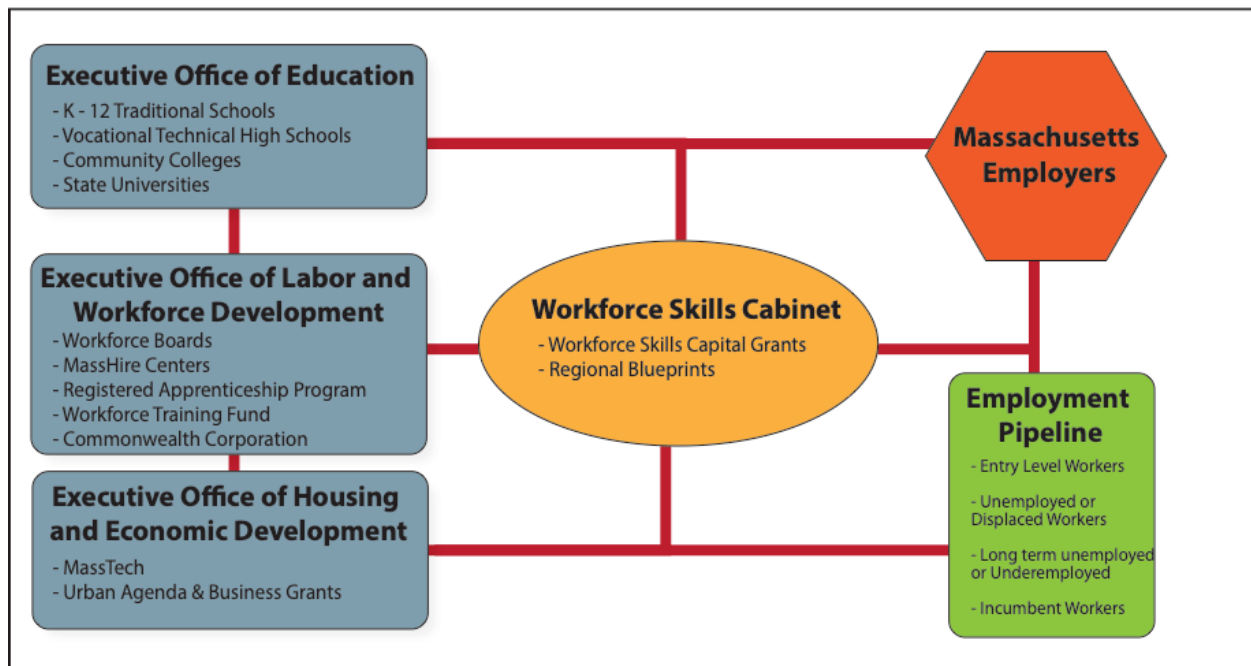 Executive Office of Education
- K - 12 Traditional Schools
- Vocational Technical High Schools
- Community Colleges
- State Universities
Massachusetts
Employers
Executive Office of Labor and
Workforce Development
- Workforce Boards
- MassHire Centers
- Registered Apprenticeship Program
- Workforce Training Fund
- Commonwealth Corporation
Workforce Skills Cabinet
- Workforce Skills Capital Grants
- Regional Blueprints
Executive Office of Housing
and Economic Development
- MassTech
- Urban Agenda & Business Grants
Employment
Pipeline
- Entry Level Workers
- Unemployed or
Displaced Workers
- Long term unemployed
or Underemployed
- Incumbent Workers